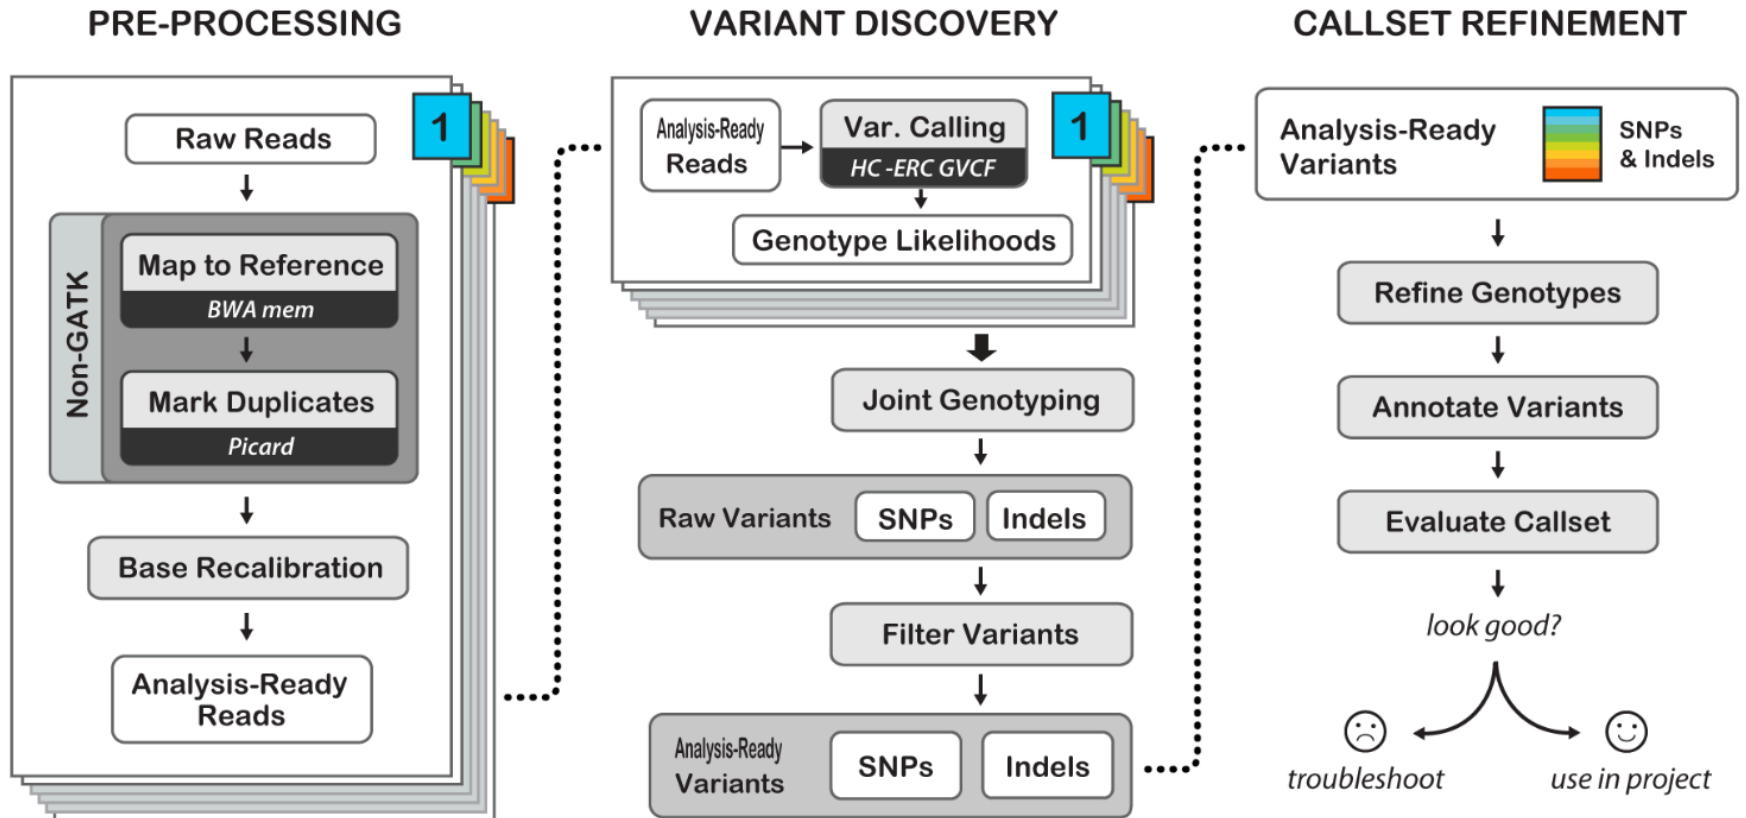 PRE-PROCESSING
1
Raw Reads
Non-GATK
Map to Reference
BWA mem
Mark Duplicates
Picard
Base Recalibration
Analysis-Ready
Reads
VARIANT DISCOVERY
1
Analysis-Ready
Reads
Var. Calling
HC -ERC GVCF
Genotype Likelihoods
Joint Genotyping
Raw Variants
SNPs
Indels
Filter Variants
Analysis-Ready
Variants
SNPs
Indels
CALLSET REFINEMENT
Analysis-Ready
Variants
SNPs
& Indels
Refine Genotypes
Annotate Variants
Evaluate Callset
look good?
troubleshoot
use in project